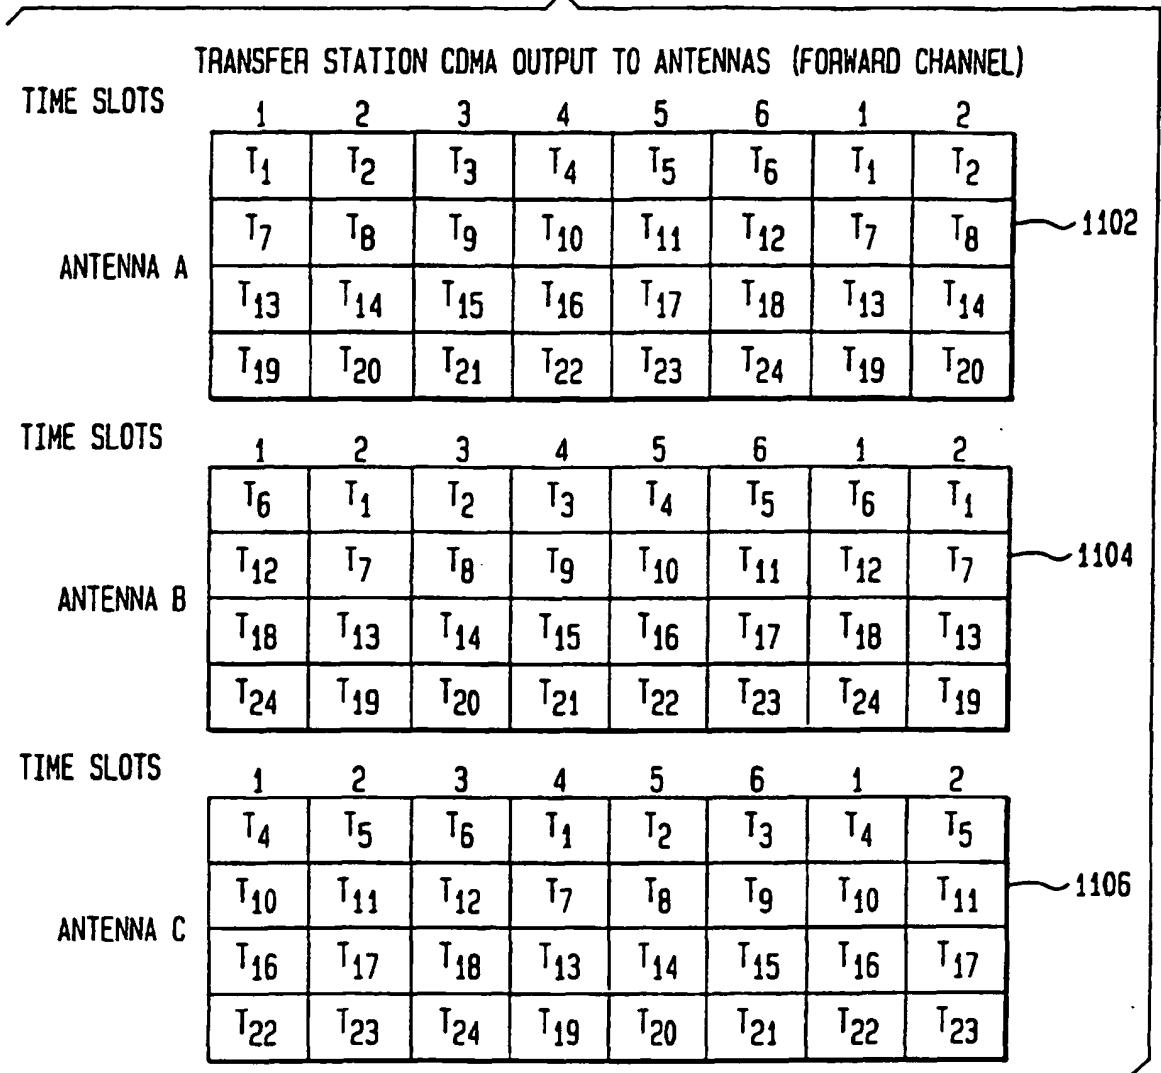 TRANSFER STATION CDMA OUTPUT TO ANTENNAS (FORWARD CHANNEL)
TIME SLOTS
1 2 3 4 5 6 1 2
T1 T2 T3 T4 T5 T6 T1 T2
T7 T8 T9 T10 T11 T12 T7 T8
1102
ANTENNA A
T13 T14 T15 T16 T17 T18 T13 T14
T19 T20 T21 T22 T23 T24 T19 T20
TIME SLOTS
1 2 3 4 5 6 1 2
T6 T1 T2 T3 T4 T5 T6 T1
T12 T7 T8 T9 T10 T11 T12 T7
1104
ANTENNA B
T18 T13 T14 T15 T16 T17 T18 T13
T24 T19 T20 T21 T22 T23 T24 T19
TIME SLOTS
1 2 3 4 5 6 1 2
T4 T5 T6 T1 T2 T3 T4 T5
T10 T11 T12 T7 T8 T9 T10 T11
1106
ANTENNA C
T16 T17 T18 T13 T14 T15 T16 T17
T22 T23 T24 T19 T20 T21 T22 T23